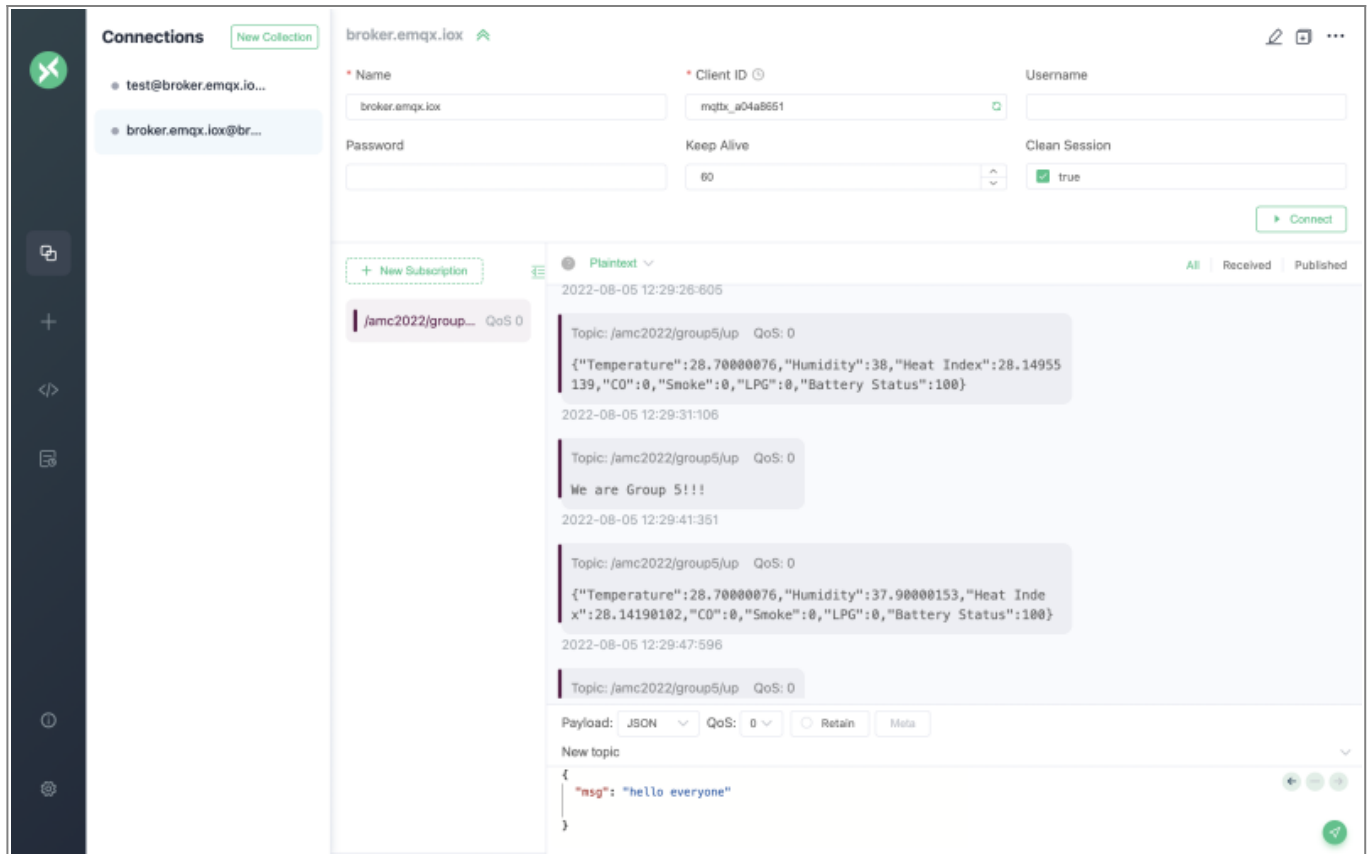 Connections
New Collection
test@broker.emqx.io...
broker.emqx.iox@br...
broker.emqx.iox
* Name
* Client ID
Username
broker.emqx.iox
mqttx_a04a8651
Password
Keep Alive
Clean Session
60
true
Connect
+ New Subscription
Plaintext
All
Received
Published
/amc2022/group... QoS 0
2022-08-05 12:29:26:605
Topic: /amc2022/group5/up QoS: 0
{"Temperature":28.70000076,"Humidity":38,"Heat Index":28.14955
139,"CO":0,"Smoke":0,"LPG":0,"Battery Status":100}
2022-08-05 12:29:31:106
Topic: /amc2022/group5/up QoS: 0
We are Group 5!!!
2022-08-05 12:29:41:351
Topic: /amc2022/group5/up QoS: 0
{"Temperature":28.70000076,"Humidity":37.90000153,"Heat Inde
x":28.14190102,"CO":0,"Smoke":0,"LPG":0,"Battery Status":100}
2022-08-05 12:29:47:596
Topic: /amc2022/group5/up QoS: 0
Payload: JSON QoS: 0 Retain Meta
New topic
{
"msg": "hello everyone"
}